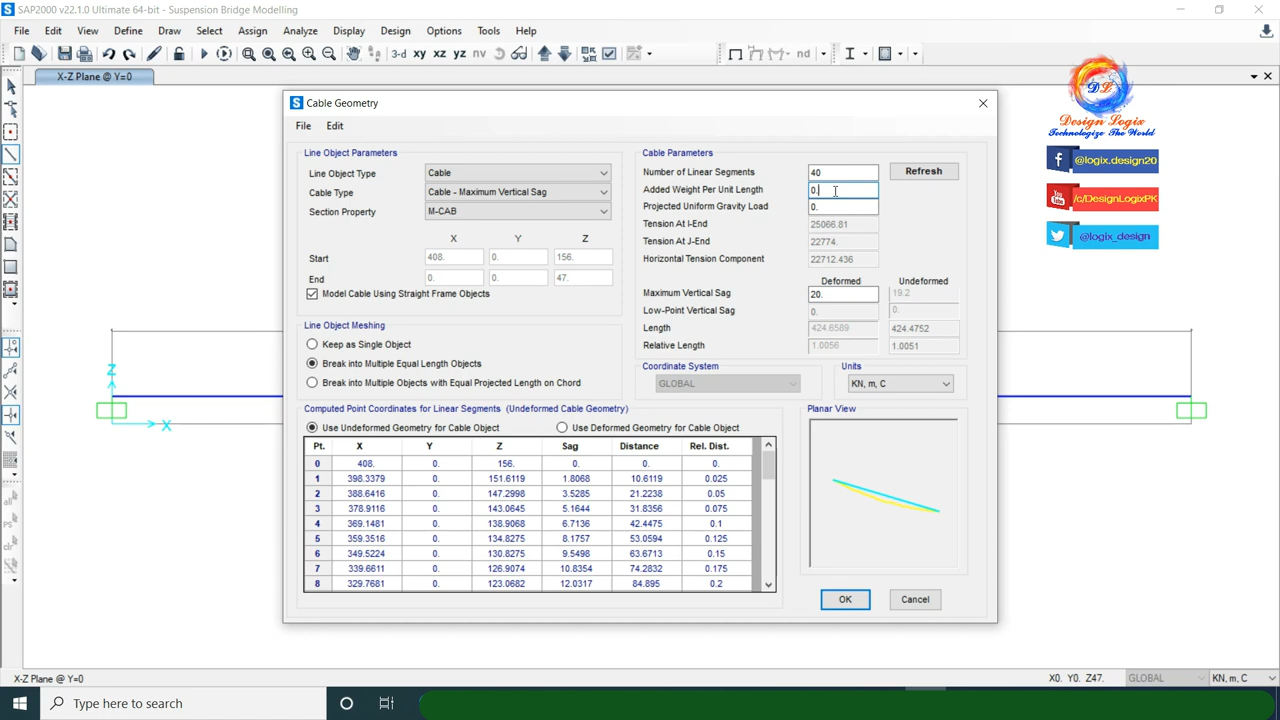 SAP2000 v22.1.0 Ultimate 64-bit - Suspension Bridge Modelling
File Edit View Define Draw Select Assign Analyze Display Design Options Tools Help
3-d xy xz yz nv nd
X-Z Plane @ Y=0
DL
Design Logix
Technologize The World
@logix.design20
/c/DesignLogixPK
@logix_design
Cable Geometry
File Edit
Line Object Parameters
Line Object Type Cable
Cable Type Cable - Maximum Vertical Sag
Section Property M-CAB
X Y Z
Start 408. 0. 156.
End 0. 0. 47.
Model Cable Using Straight Frame Objects
Line Object Meshing
Keep as Single Object
Break into Multiple Equal Length Objects
Break into Multiple Objects with Equal Projected Length on Chord
Cable Parameters
Number of Linear Segments 40 Refresh
Added Weight Per Unit Length 0.
Projected Uniform Gravity Load 0.
Tension At I-End 25066.81
Tension At J-End 22774.
Horizontal Tension Component 22712.436
Deformed Undeformed
Maximum Vertical Sag 20. 19.2
Low-Point Vertical Sag 0. 0.
Length 424.6589 424.4752
Relative Length 1.0056 1.0051
Coordinate System
GLOBAL
Units
KN, m, C
Computed Point Coordinates for Linear Segments (Undeformed Cable Geometry)
Use Undeformed Geometry for Cable Object Use Deformed Geometry for Cable Object
Pt. X Y Z Sag Distance Rel. Dist.
0 408. 0. 156. 0. 0. 0.
1 398.3379 0. 151.6119 1.8068 10.6119 0.025
2 388.6416 0. 147.2998 3.5285 21.2238 0.05
3 378.9116 0. 143.0645 5.1644 31.8356 0.075
4 369.1481 0. 138.9068 6.7136 42.4475 0.1
5 359.3516 0. 134.8275 8.1757 53.0594 0.125
6 349.5224 0. 130.8275 9.5498 63.6713 0.15
7 339.6611 0. 126.9074 10.8354 74.2832 0.175
8 329.7681 0. 123.0682 12.0317 84.895 0.2
Planar View
OK Cancel
Z
X
X-Z Plane @ Y=0 X0. Y0. Z47. GLOBAL KN, m, C
Type here to search